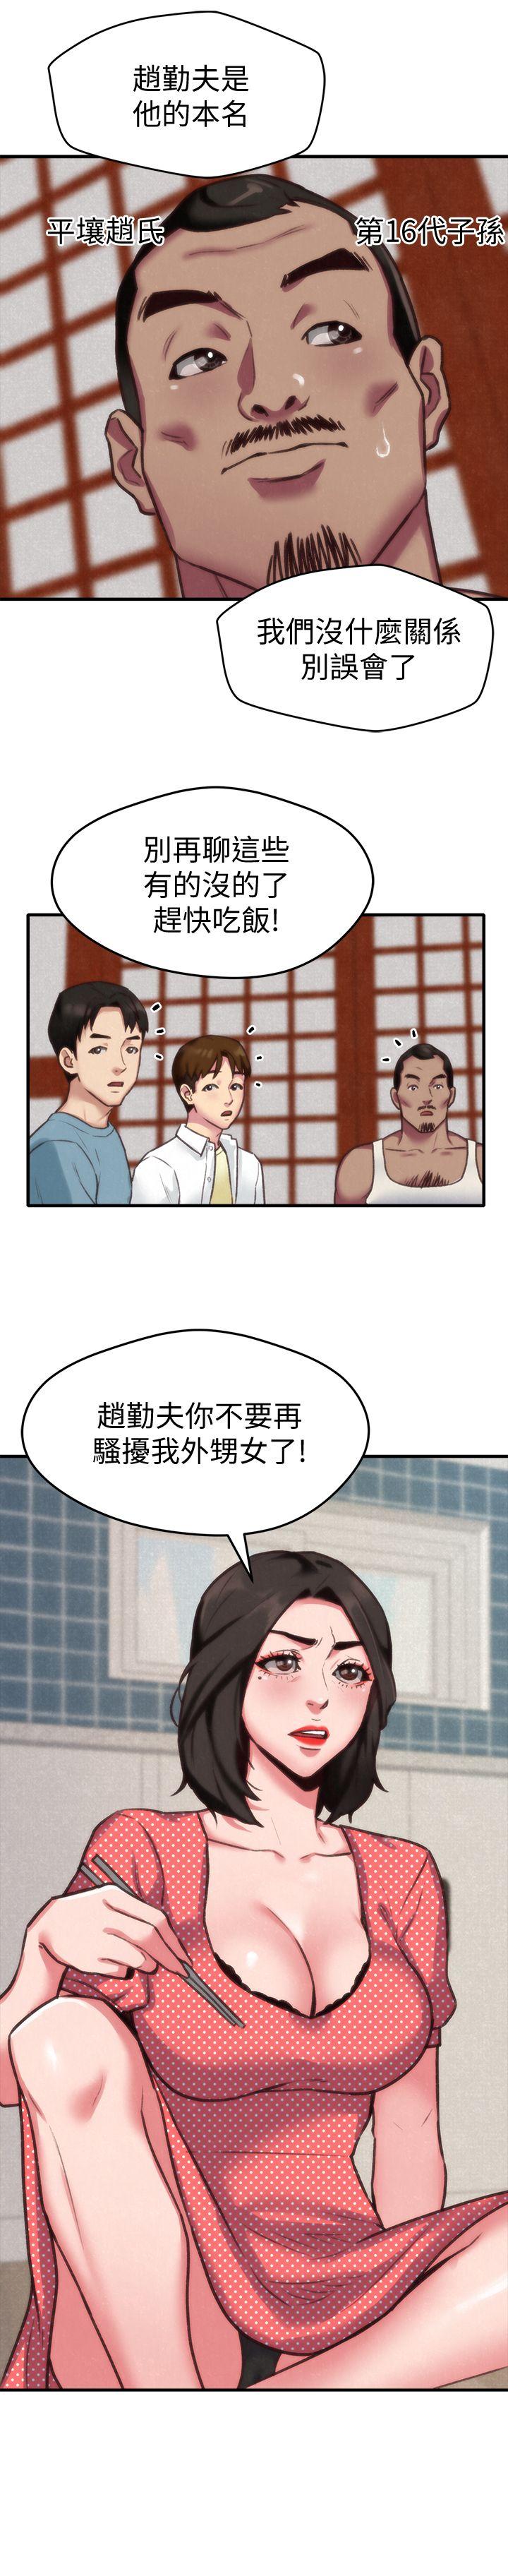 趙勤夫是
他的本名
平壤趙氏
第16代子孫
我們沒什麼關係
別誤會了
別再聊這些
有的沒的了
趕快吃飯!
趙勤夫你不要再
騷擾我外甥女了!